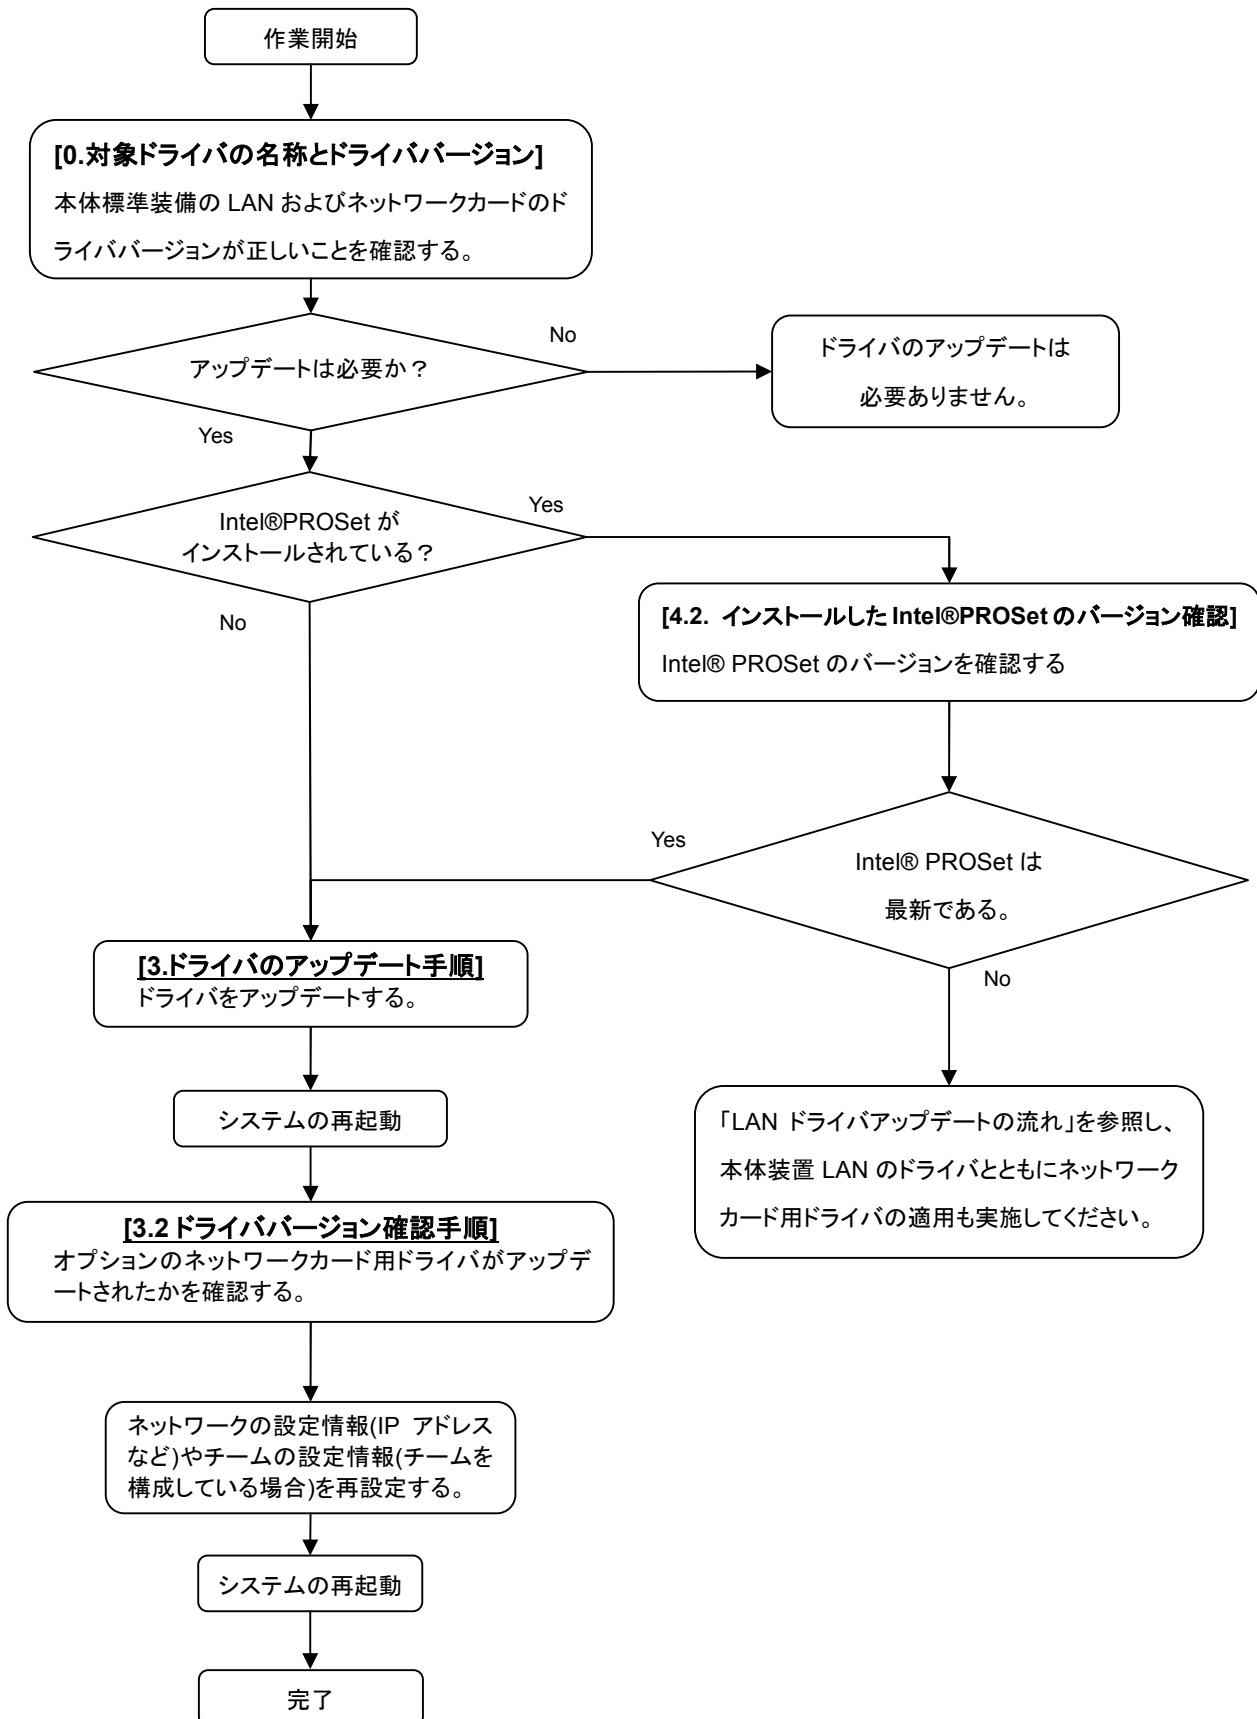 作業開始
[0.対象ドライバの名称とドライババージョン]
本体標準装備の LAN およびネットワークカードのド
ライババージョンが正しいことを確認する。
アップデートは必要か？
No
ドライバのアップデートは
必要ありません。
Yes
Intel®PROSet が
インストールされている？
Yes
No
[4.2. インストールした Intel®PROSet のバージョン確認]
Intel® PROSet のバージョンを確認する
Yes
Intel® PROSet は
最新である。
No
[3.ドライバのアップデート手順]
ドライバをアップデートする。
システムの再起動
「LAN ドライバアップデートの流れ」を参照し、
本体装置 LAN のドライバとともにネットワーク
カード用ドライバの適用も実施してください。
[3.2 ドライババージョン確認手順]
オプションのネットワークカード用ドライバがアップデ
ートされたかを確認する。
ネットワークの設定情報(IP アドレス
など)やチームの設定情報(チームを
構成している場合)を再設定する。
システムの再起動
完了